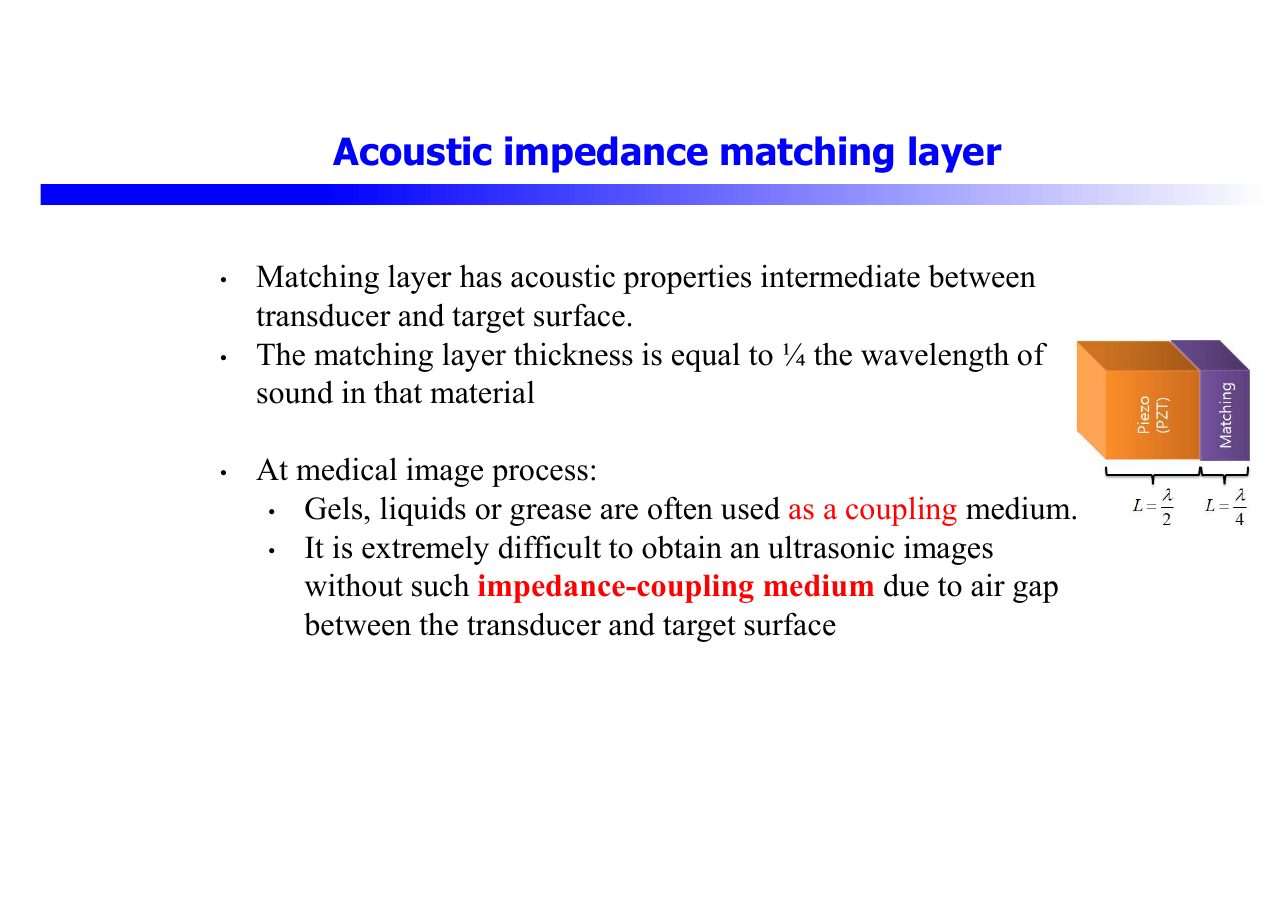 Acoustic impedance matching layer
• Matching layer has acoustic properties intermediate between
transducer and target surface.
• The matching layer thickness is equal to ¼ the wavelength of
sound in that material
• At medical image process:
• Gels, liquids or grease are often used as a coupling medium.
• It is extremely difficult to obtain an ultrasonic images
without such impedance-coupling medium due to air gap
between the transducer and target surface
Piezo
(PZT)
Matching
L = λ/2
L = λ/4